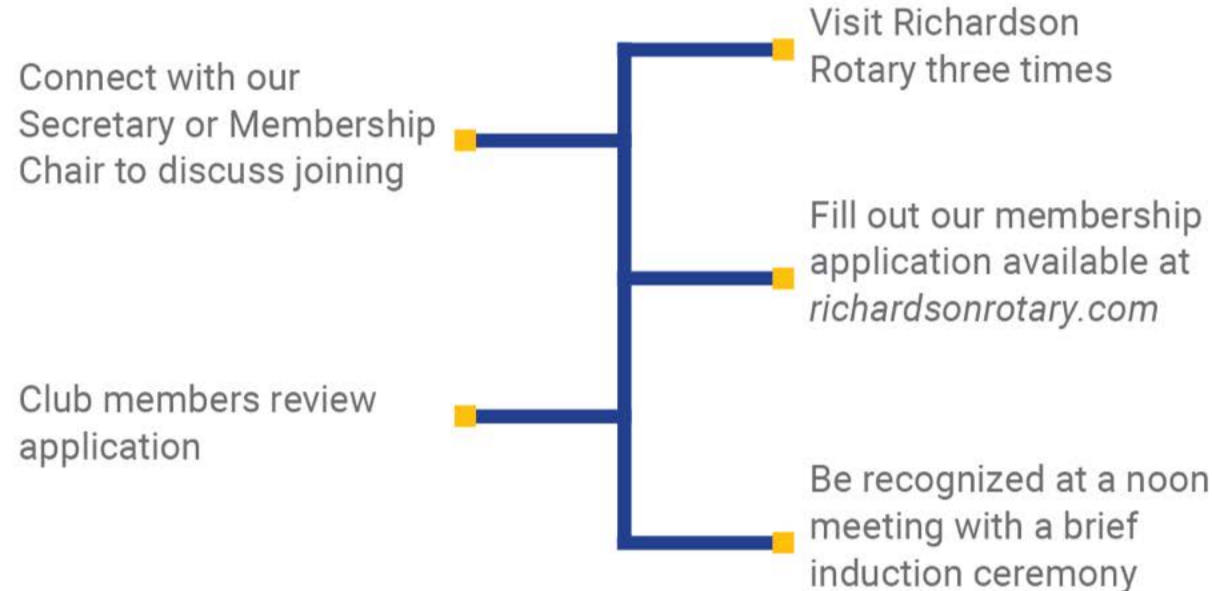 Visit Richardson
Rotary three times
Connect with our
Secretary or Membership
Chair to discuss joining
Fill out our membership
application available at
richardsonrotary.com
Club members review
application
Be recognized at a noon
meeting with a brief
induction ceremony